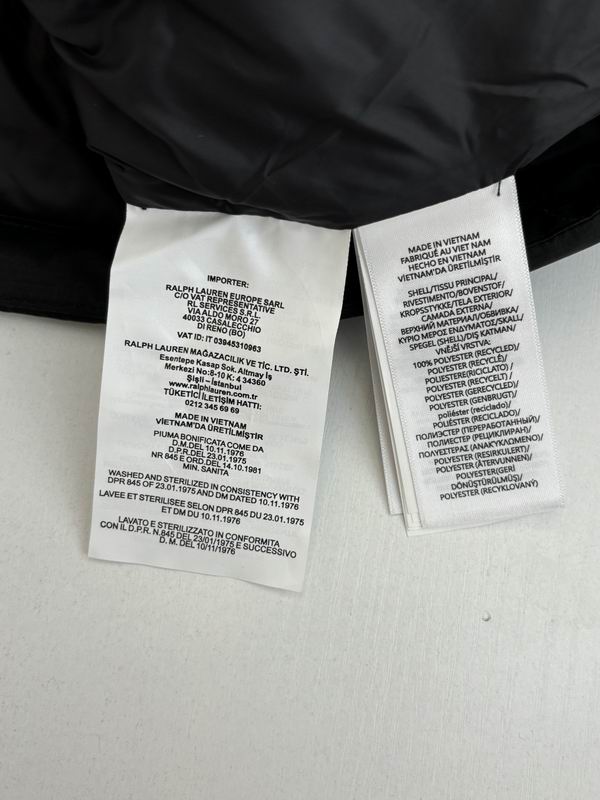 IMPORTER:
RALPH LAUREN EUROPE SARL
C/O VAT REPRESENTATIVE
RL SERVICES S.R.L.
VIA ALDO MORO 27
40033 CASALECCHIO
DI RENO (BO)
VAT ID: IT 03945310963
RALPH LAUREN MAĞAZACILIK VE TİC. LTD. ŞTİ.
Esentepe Kasap Sok. Altmay İş
Merkezi No:8-10 K: 4 34360
Şişli - İstanbul
www.ralphlauren.com.tr
TÜKETİCİ İLETİŞİM HATTI:
0212 345 69 69
MADE IN VIETNAM
VİETNAM'DA ÜRETİLMİŞTİR
PIUMA BONIFICATA COME DA
D.M.DEL 10.11.1976
D.P.R.DEL 23.01.1975
NR 845 E ORD.DEL 14.10.1981
MIN. SANITA
WASHED AND STERILIZED IN CONSISTENCY WITH
DPR 845 OF 23.01.1975 AND DM DATED 10.11.1976
LAVEE ET STERILISEE SELON DPR 845 DU 23.01.1975
ET DM DU 10.11.1976
LAVATO E STERILIZZATO IN CONFORMITA
CON IL D.P.R. N.845 DEL 23/01/1975 E SUCCESSIVO
D. M. DEL 10/11/1976
MADE IN VIETNAM
FABRIQUÉ AU VIET NAM
HECHO EN VIETNAM
VİETNAM'DA ÜRETİLMİŞTİR
SHELL/TISSU PRINCIPAL/
RIVESTIMENTO/BOVENSTOF/
KROPSSTYKKE/TELA EXTERIOR/
CAMADA EXTERNA/
ВЕРХНИЙ МАТЕРИАЛ/ОБВИВКА/
ΚΥΡΙΟ ΜΕΡΟΣ ΕΝΔΥΜΑΤΟΣ/SKALL/
SPEGEL (SHELL)/DIŞ KATMAN/
VNĚJŠÍ VRSTVA:
100% POLYESTER (RECYCLED)/
POLYESTER (RECYCLÉ)/
POLIESTERE(RICICLATO) /
POLYESTER (RECYCELT) /
POLYESTER (GERECYCLED)/
POLYESTER (GENBRUGT)/
poliéster (reciclado)/
POLIÉSTER (RECICLADO)/
ПОЛИЭСТЕР (ПЕРЕРАБОТАННЫЙ)/
ПОЛИЕСТЕР (РЕЦИКЛИРАН)/
ΠΟΛΥΕΣΤΕΡΑΣ (ΑΝΑΚΥΚΛΩΜΕΝΟ)/
POLYESTER (RESIRKULERT)/
POLYESTER (ÅTERVUNNEN)/
POLYESTER(GERİ
DÖNÜŞTÜRÜLMÜŞ)/
POLYESTER (RECYKLOVANÝ)